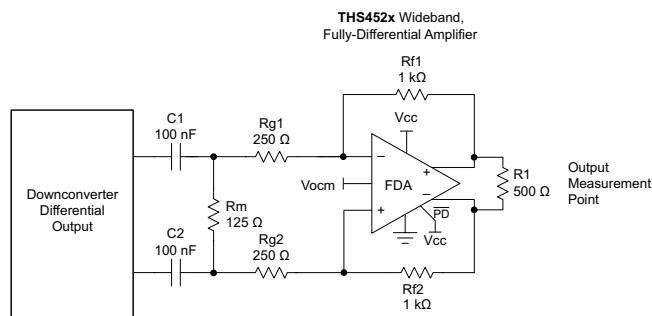 THS452x Wideband,
Fully-Differential Amplifier
Rf1
1 kΩ
C1
100 nF
Rg1
250 Ω
Vcc
−
+
Vocm
FDA
R1
500 Ω
Output
Measurement
Point
Downconverter
Differential
Output
Rm
125 Ω
−
+
PD
Vcc
C2
100 nF
Rg2
250 Ω
Rf2
1 kΩ